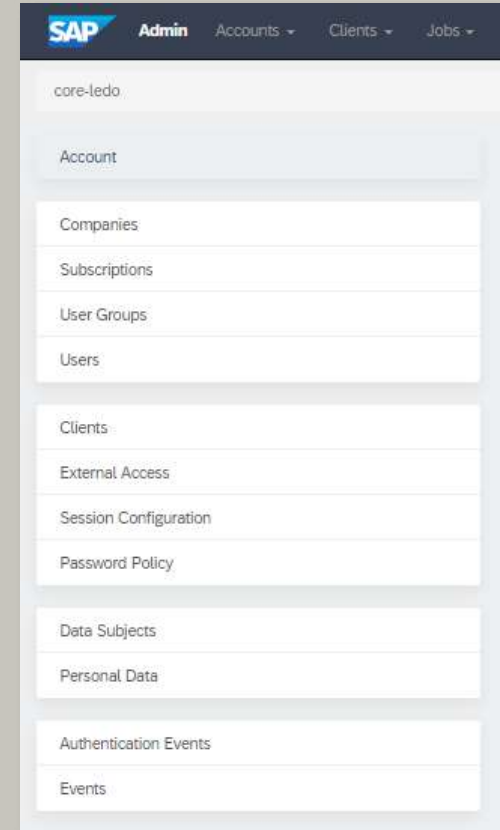 SAP Admin Accounts Clients Jobs
core-ledo
Account
Companies
Subscriptions
User Groups
Users
Clients
External Access
Session Configuration
Password Policy
Data Subjects
Personal Data
Authentication Events
Events